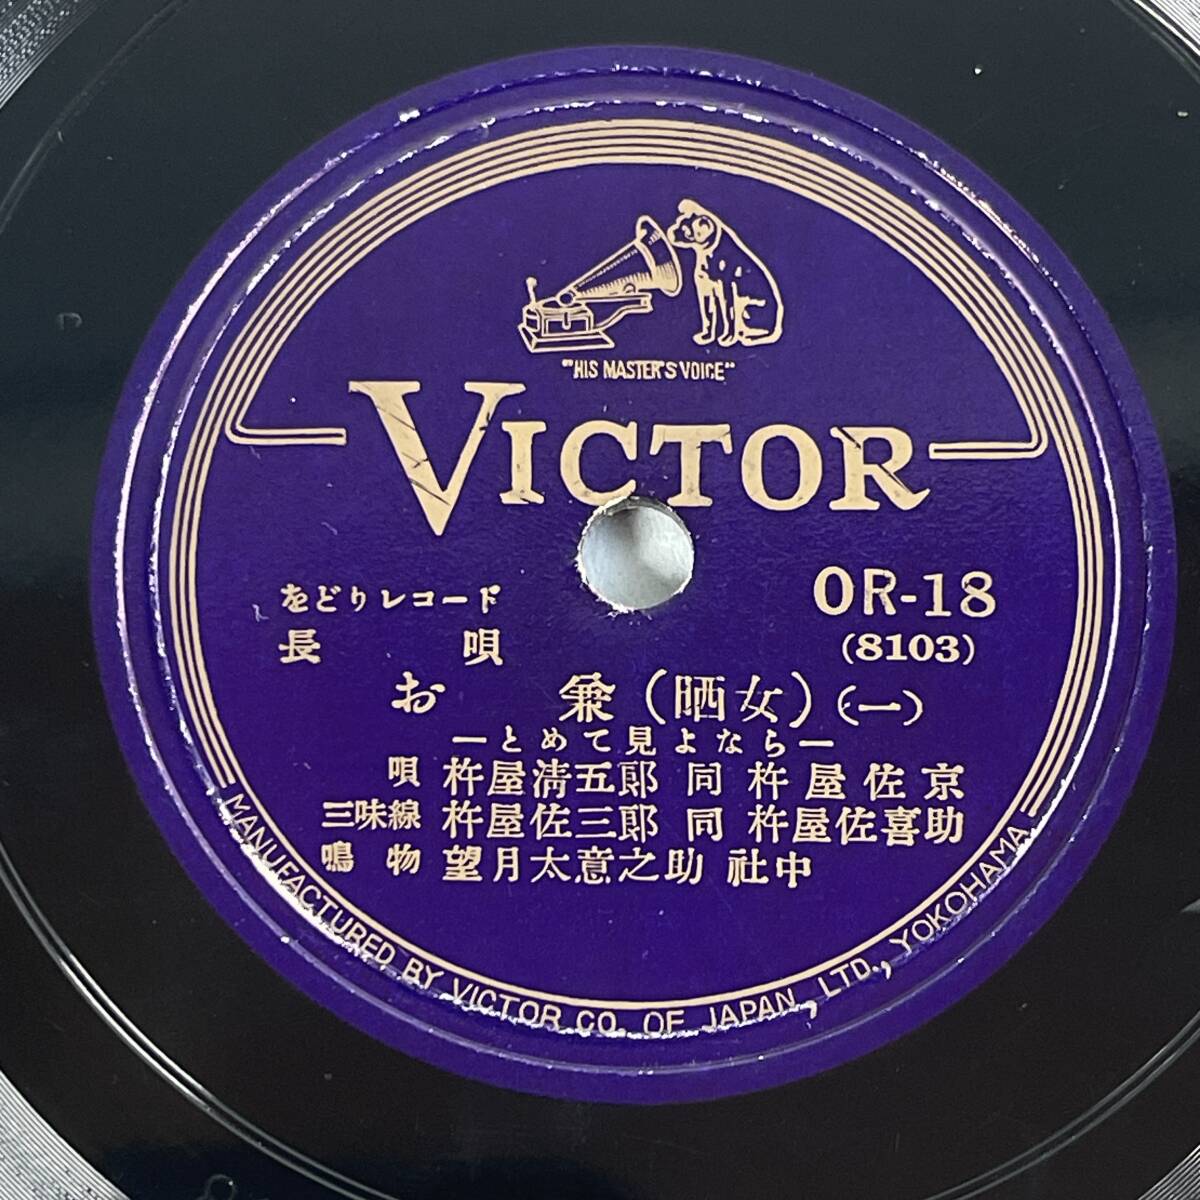 "HIS MASTER'S VOICE"
VICTOR
をどりレコード
OR-18
長唄
(8103)
お兼(晒女)(一)
―とめて見よなら―
唄 杵屋淸五郎 同 杵屋佐京
三味線 杵屋佐三郎 同 杵屋佐喜助
鳴物 望月太意之助 社中
MANUFACTURED BY VICTOR CO. OF JAPAN, LTD., YOKOHAMA